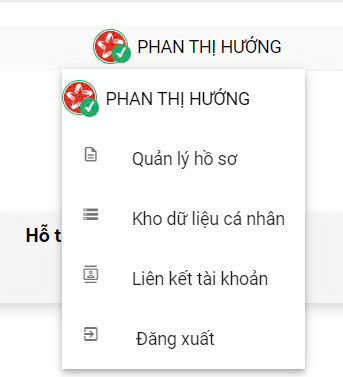 PHAN THỊ HƯỚNG
PHAN THỊ HƯỚNG
Quản lý hồ sơ
Kho dữ liệu cá nhân
Hỗ t
Liên kết tài khoản
Đăng xuất